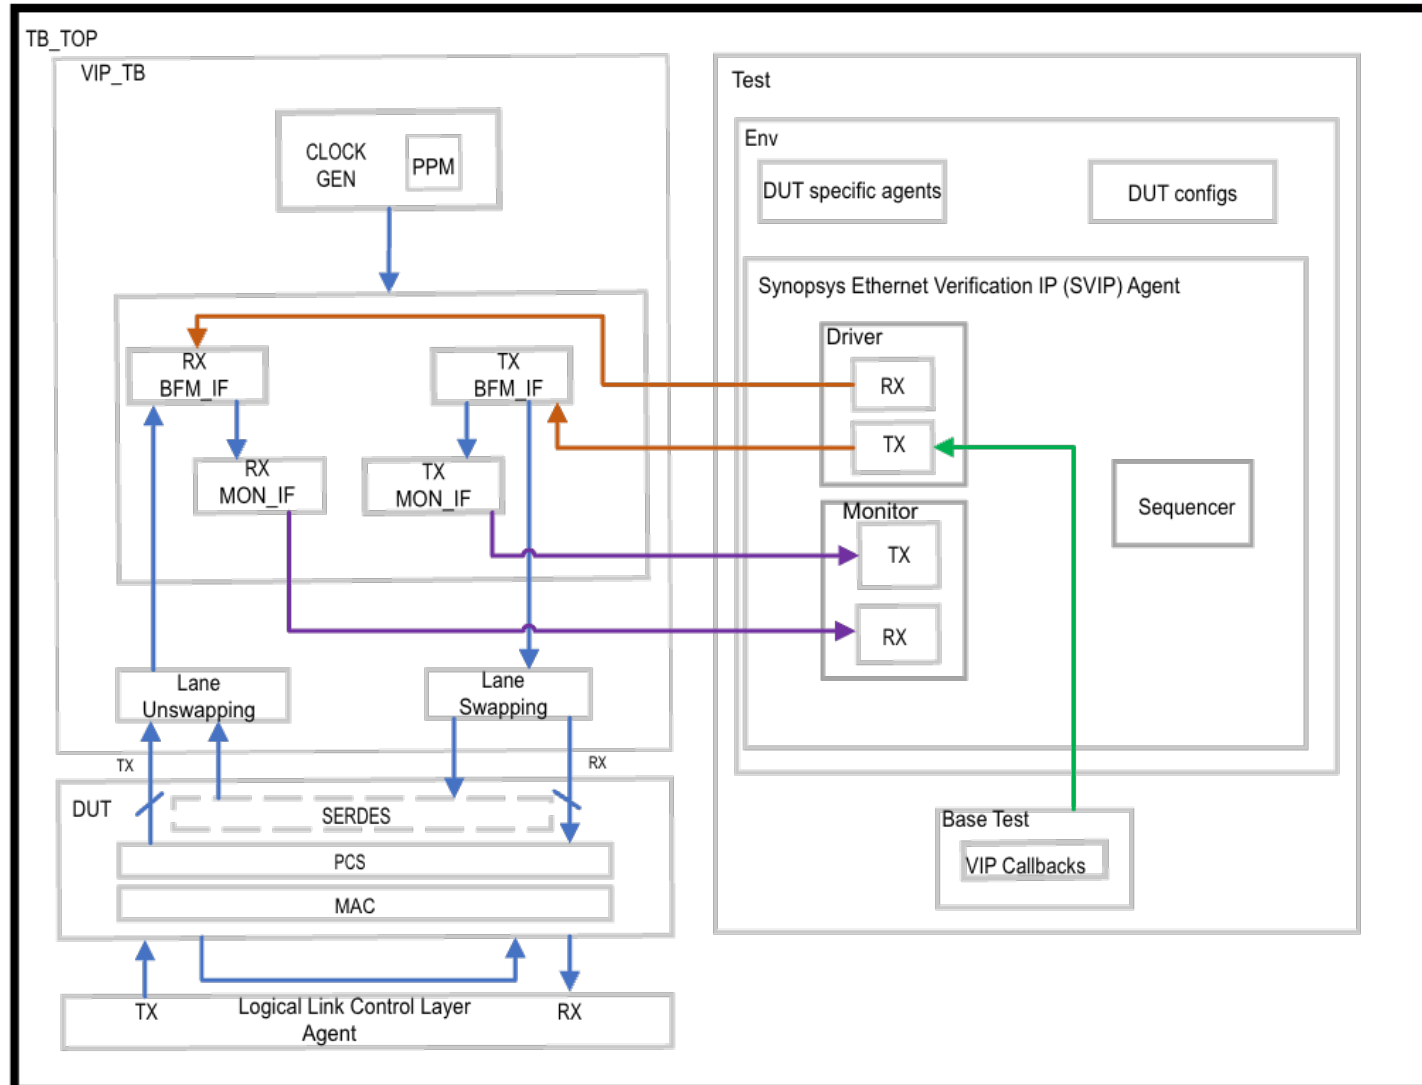 TB_TOP
VIP_TB
CLOCK
GEN
PPM
RX
BFM_IF
TX
BFM_IF
RX
MON_IF
TX
MON_IF
Lane
Unswapping
Lane
Swapping
TX
RX
DUT
SERDES
PCS
MAC
TX
Logical Link Control Layer
Agent
RX
Test
Env
DUT specific agents
DUT configs
Synopsys Ethernet Verification IP (SVIP) Agent
Driver
RX
TX
Monitor
TX
RX
Sequencer
Base Test
VIP Callbacks